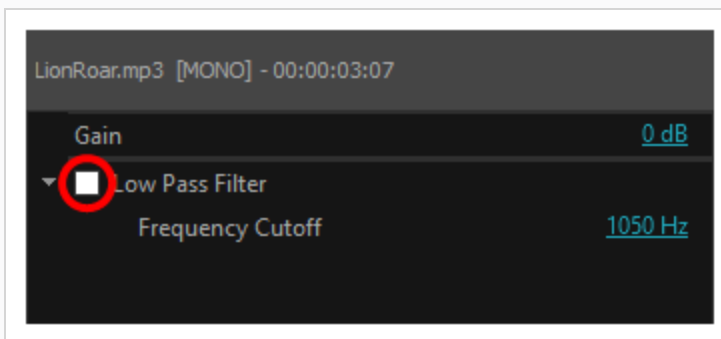 LionRoar.mp3 [MONO] - 00:00:03:07
Gain 0 dB
Low Pass Filter
Frequency Cutoff 1050 Hz